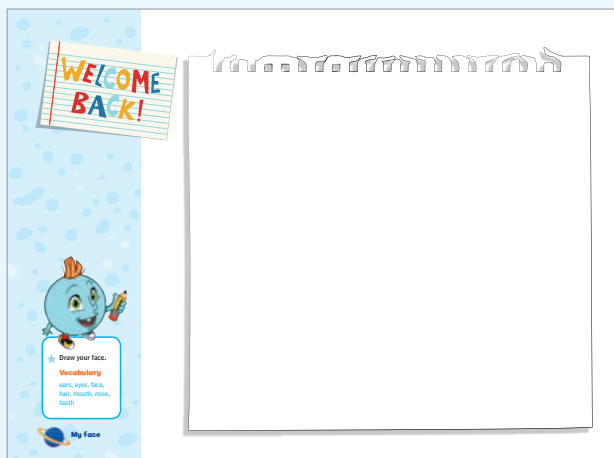 WELCOME
BACK!
Draw your face.
Vocabulary
ears, eyes, face,
hair, mouth, nose,
teeth
My face